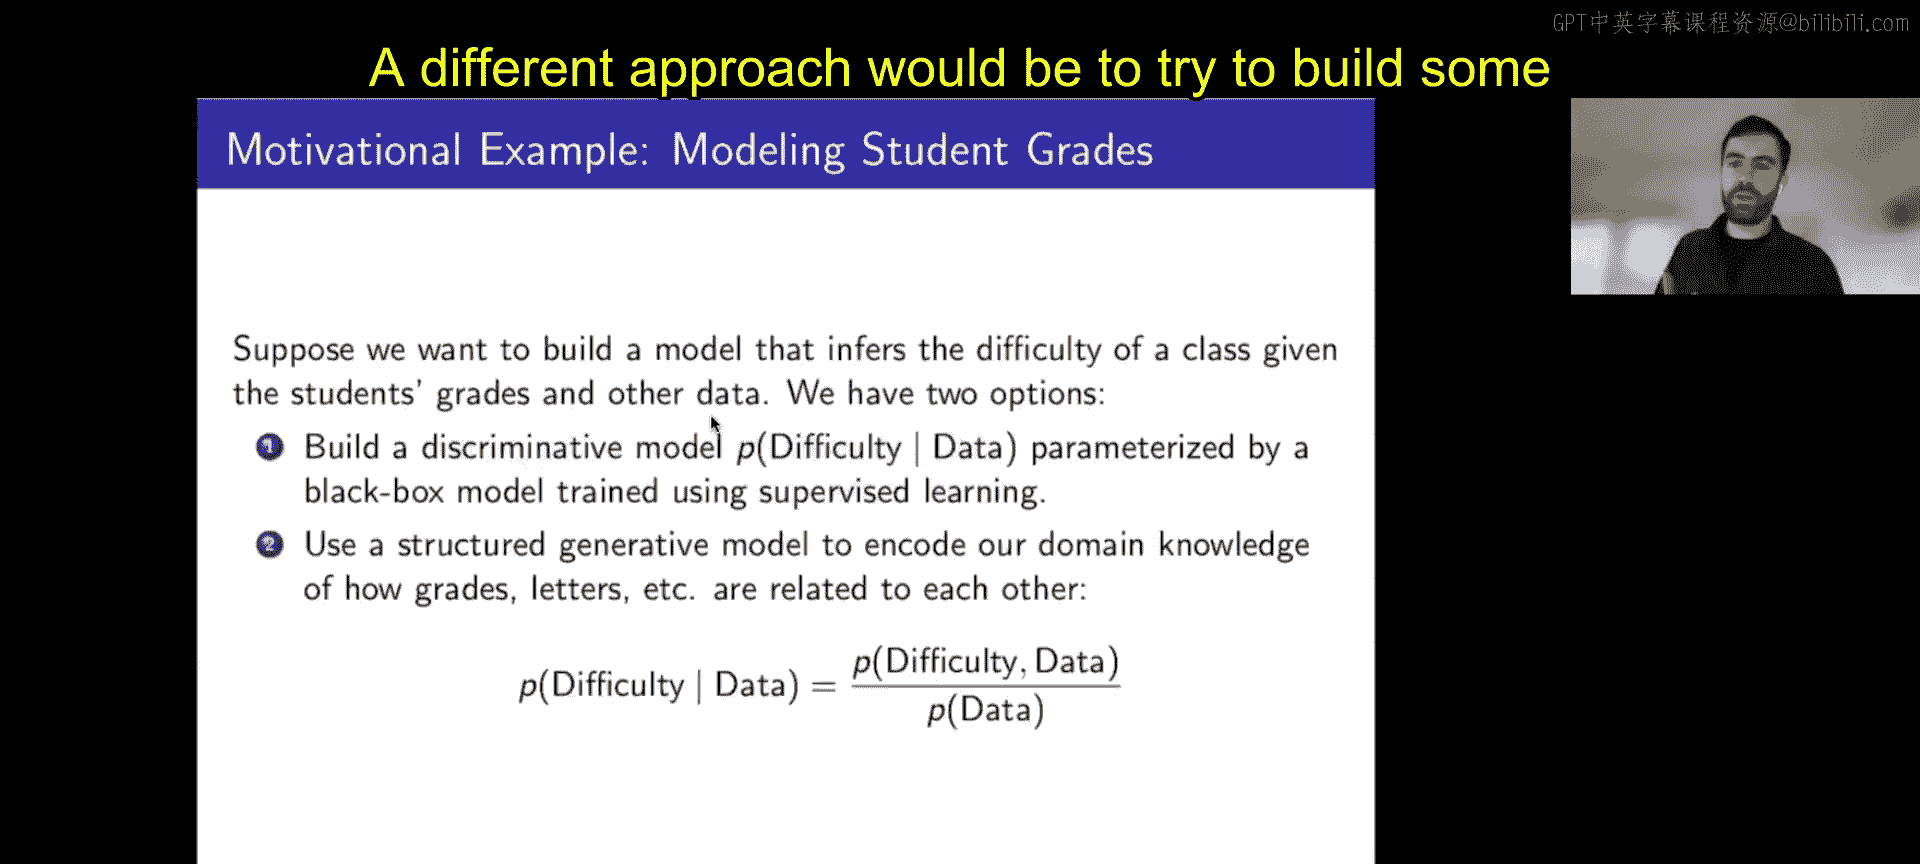 GPT中英字幕课程资源@bilibili.com
A different approach would be to try to build some
Motivational Example: Modeling Student Grades
Suppose we want to build a model that infers the difficulty of a class given
the students' grades and other data. We have two options:
1 Build a discriminative model p(Difficulty | Data) parameterized by a
black-box model trained using supervised learning.
2 Use a structured generative model to encode our domain knowledge
of how grades, letters, etc. are related to each other:
p(Difficulty | Data) = p(Difficulty, Data) / p(Data)